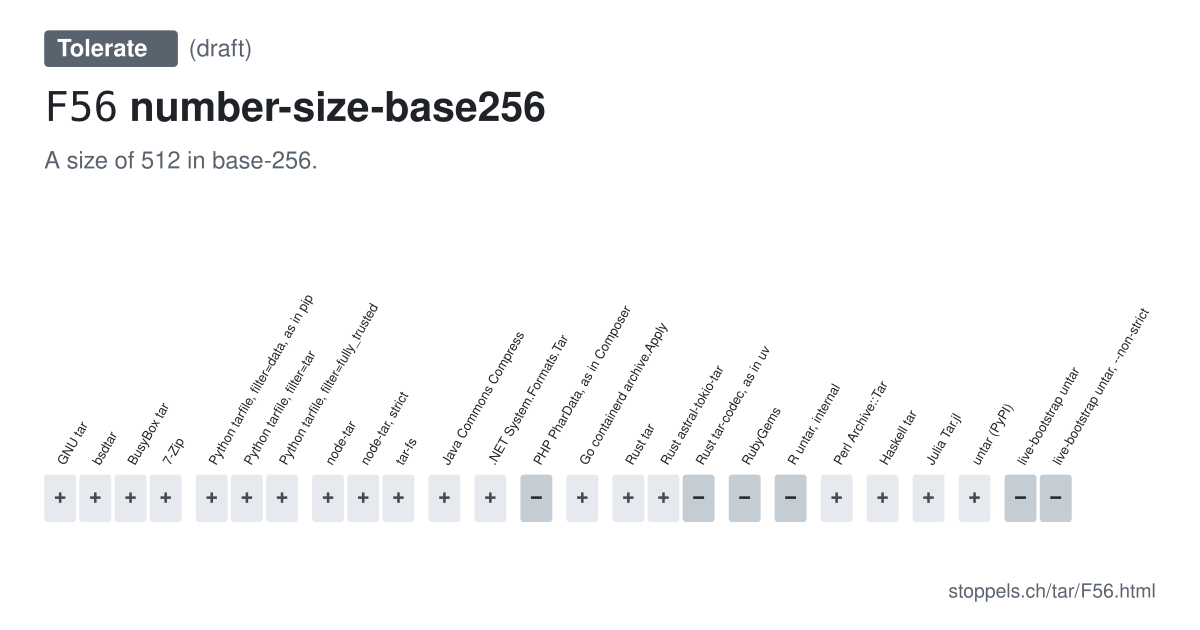 Tolerate (draft)
F56 number-size-base256
A size of 512 in base-256.
GNU tar
bsdtar
BusyBox tar
7-Zip
Python tarfile, filter=data, as in pip
Python tarfile, filter=tar
Python tarfile, filter=fully_trusted
node-tar
node-tar, strict
tar-fs
Java Commons Compress
.NET System.Formats.Tar
PHP PharData, as in Composer
Go containerd archive.Apply
Rust tar
Rust astral-tokio-tar
Rust tar-codec, as in uv
RubyGems
R untar, internal
Perl Archive::Tar
Haskell tar
Julia Tar.jl
untar (PyPI)
live-bootstrap untar
live-bootstrap untar, --non-strict
+ + + + + + + + + + + + − + + + − − − + + + + − −
stoppels.ch/tar/F56.html